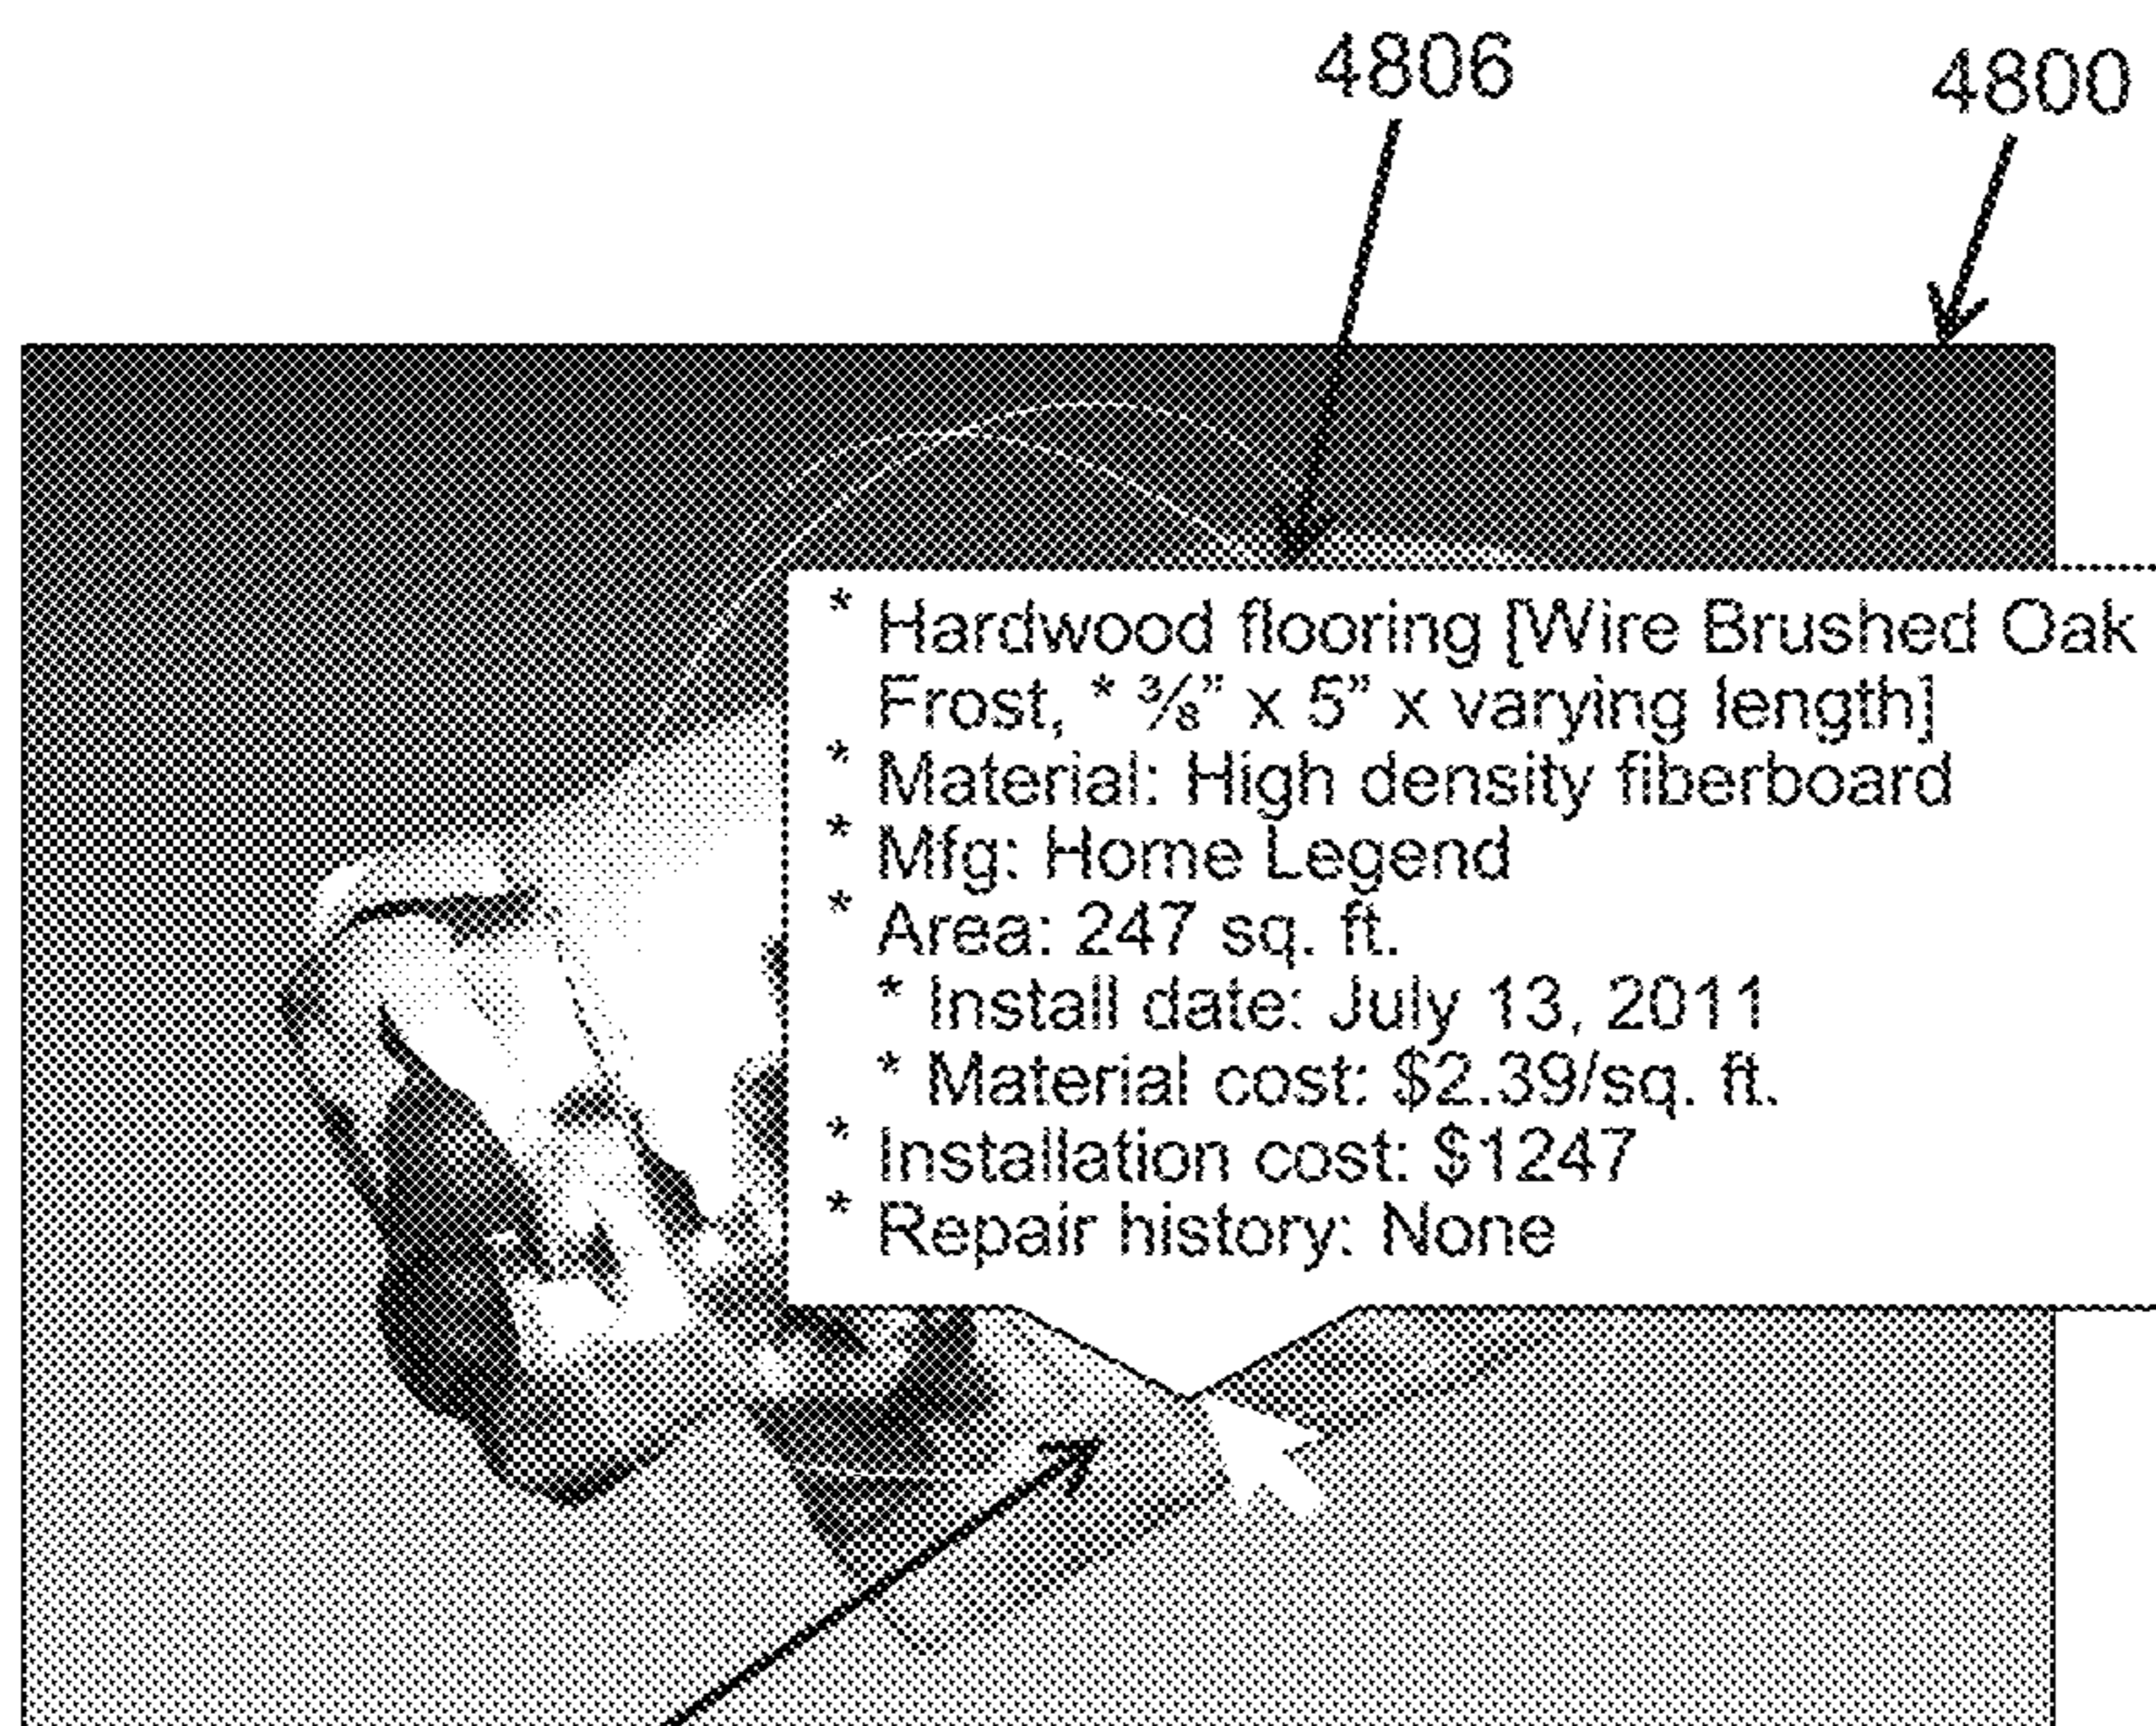 4806
4800
* Hardwood flooring [Wire Brushed Oak
Frost, * ⅜” x 5” x varying length]
* Material: High density fiberboard
* Mfg: Home Legend
* Area: 247 sq. ft.
* Install date: July 13, 2011
* Material cost: $2.39/sq. ft.
* Installation cost: $1247
* Repair history: None